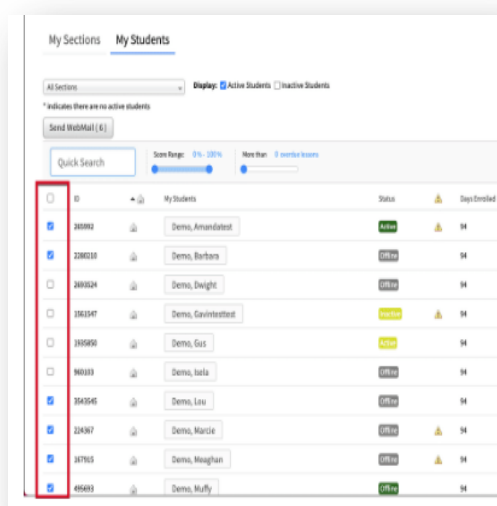 My Sections My Students
All Sections Display: Active Students Inactive Students
* indicates there are no active students
Send WebMail ( 6 )
Quick Search Score Range: 0 % - 100 % More than 0 overdue lessons
ID My Students Status Days Enrolled
265992 Demo, Amandatest Active 94
2280210 Demo, Barbara Offline 94
2693524 Demo, Dwight Offline 94
1561547 Demo, Gavintesttest Inactive 94
1935850 Demo, Gus Active 94
960103 Demo, Isela Offline 94
3543545 Demo, Lou Offline 94
224367 Demo, Marcie Offline 94
167915 Demo, Meaghan Offline 94
495693 Demo, Muffy Offline 94